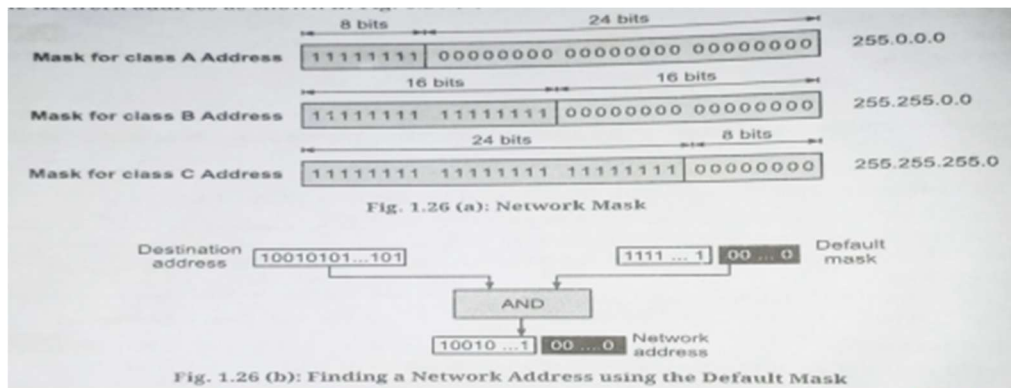 8 bits 24 bits
Mask for class A Address 11111111 00000000 00000000 00000000 255.0.0.0
16 bits 16 bits
Mask for class B Address 11111111 11111111 00000000 00000000 255.255.0.0
24 bits 8 bits
Mask for class C Address 11111111 11111111 11111111 00000000 255.255.255.0
Fig. 1.26 (a): Network Mask
Destination address 10010101...101 1111 ... 1 00 ... 0 Default mask
AND
10010 ...1 00 ....0 Network address
Fig. 1.26 (b): Finding a Network Address using the Default Mask